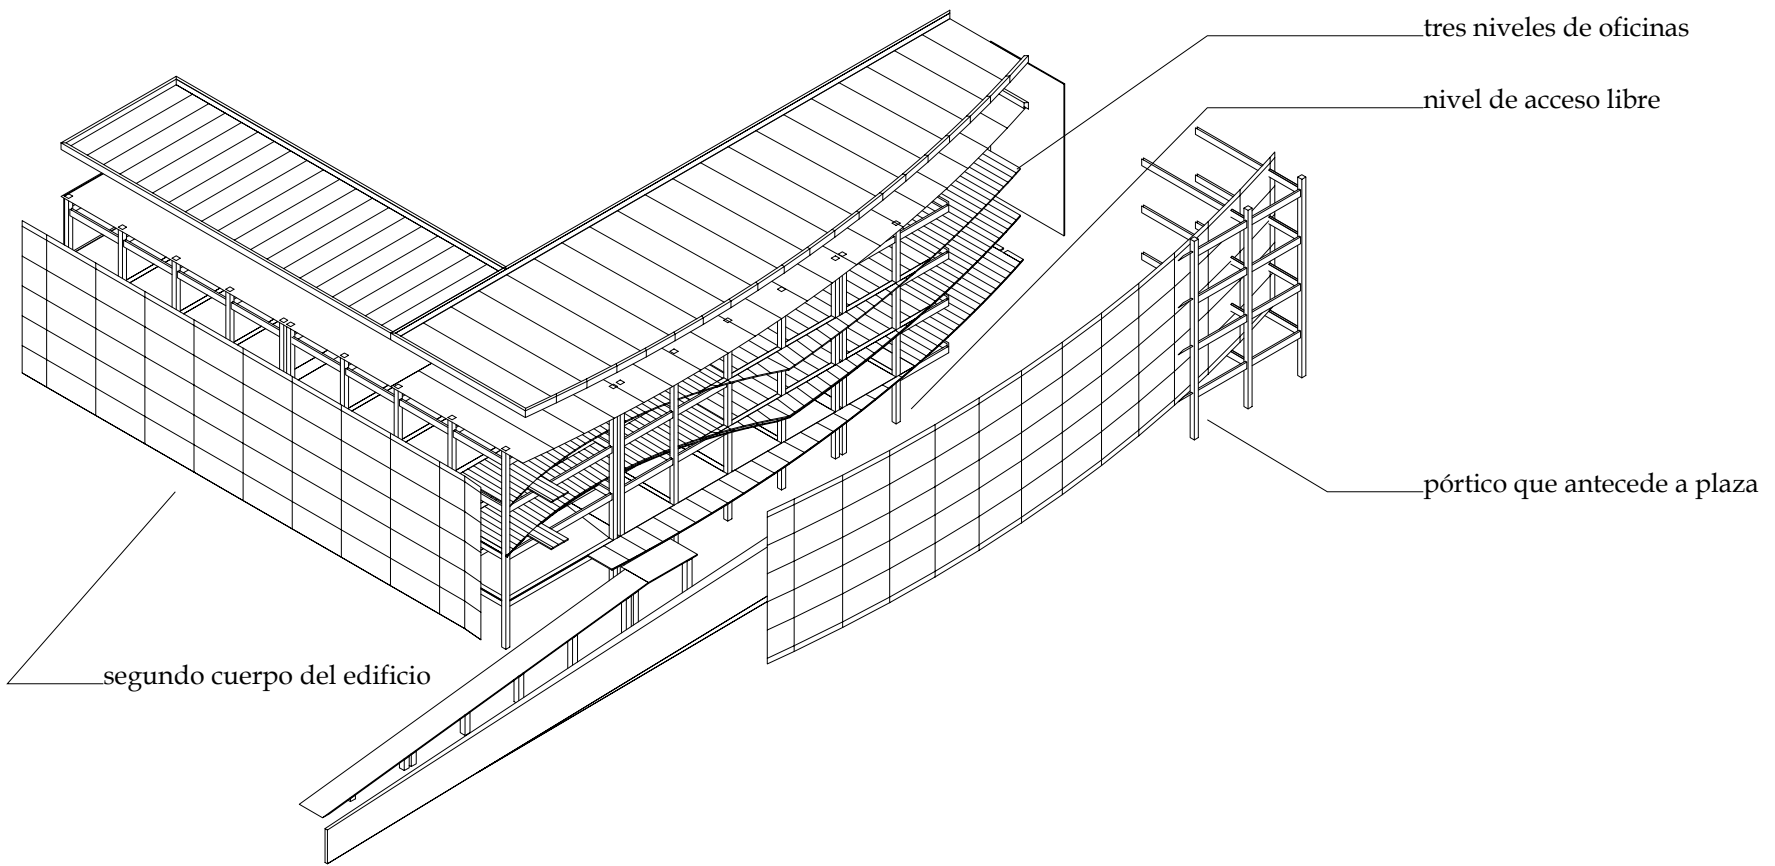 tres niveles de oficinas
nivel de acceso libre
pórtico que antecede a plaza
segundo cuerpo del edificio